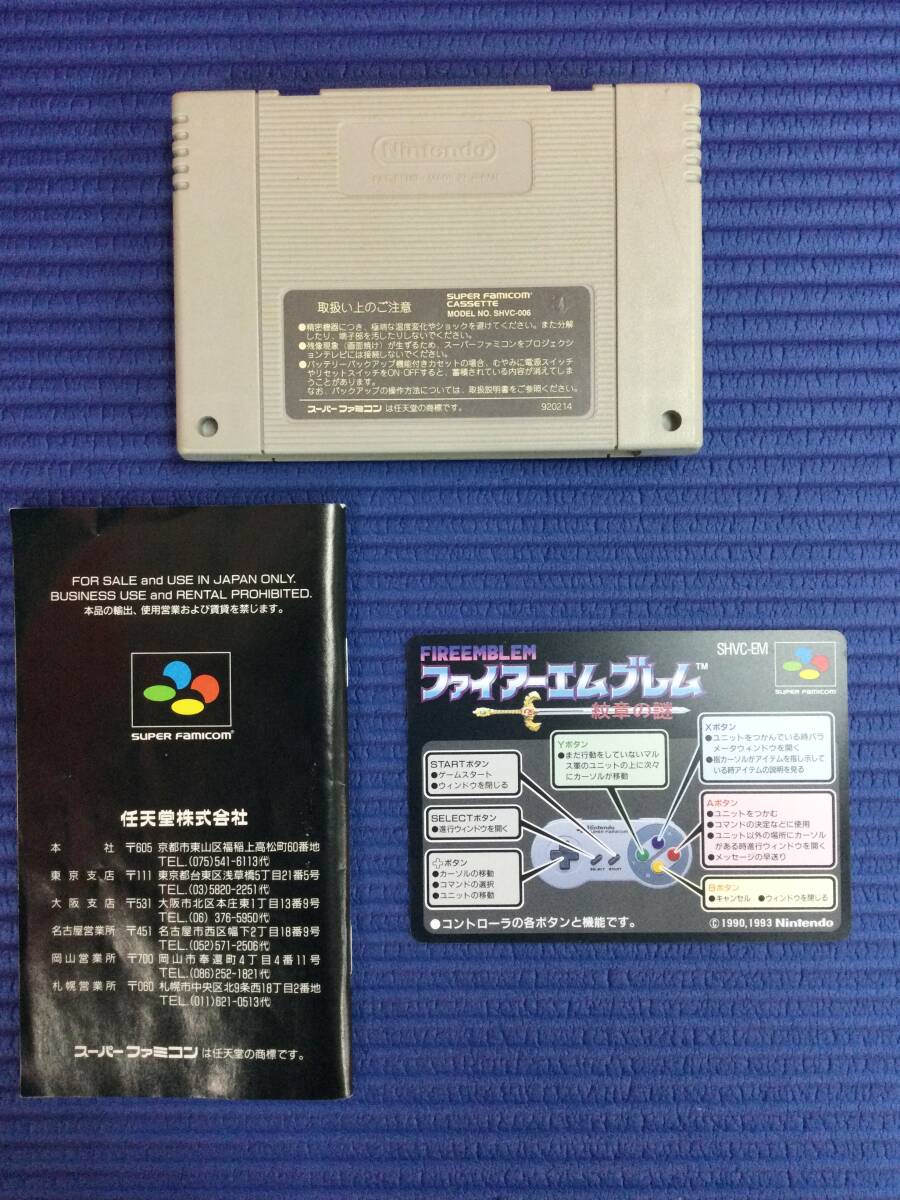 Nintendo
取扱い上のご注意
SUPER FAMICOM
CASSETTE
MODEL NO. SHVC-006
●精密機器につき、極端な温度変化やショックを避けてください。また分解
したり、端子部を汚したりしないでください。
●残像現象（画面焼け）が生ずるため、スーパーファミコンをプロジェクシ
ョンテレビには接続しないでください。
●バッテリーバックアップ機能付きカセットの場合、むやみに電源スイッチ
やリセットスイッチをON-OFFすると、蓄積されている内容が消えてしま
うことがあります。
なお、バックアップの操作方法については、取扱説明書をご参照ください。
スーパーファミコンは任天堂の商標です。
920214
FOR SALE and USE IN JAPAN ONLY.
BUSINESS USE and RENTAL PROHIBITED.
本品の輸出、使用営業および賃貸を禁じます。
SUPER FAMICOM
任天堂株式会社
本社 〒605 京都市東山区福稲上高松町60番地
TEL.(075)541-6113代
東京支店 〒111 東京都台東区浅草橋5丁目21番5号
TEL.(03)5820-2251代
大阪支店 〒531 大阪市北区本庄東1丁目13番9号
TEL.(06) 376-5950代
名古屋営業所 〒451 名古屋市西区幅下2丁目18番9号
TEL.(052)571-2506代
岡山営業所 〒700 岡山市奉還町4丁目4番11号
TEL.(086)252-1821代
札幌営業所 〒060 札幌市中央区北9条西18丁目2番地
TEL.(011)621-0513代
スーパーファミコンは任天堂の商標です。
FIREEMBLEM
SHVC-EM
ファイアーエムブレム™
紋章の謎
SUPER FAMICOM
STARTボタン
●ゲームスタート
●ウィンドウを閉じる
SELECTボタン
●進行ウィンドウを開く
✚ボタン
●カーソルの移動
●コマンドの選択
●ユニットの移動
Yボタン
●まだ行動をしていないマル
ス軍のユニットの上に次々
にカーソルが移動
Xボタン
●ユニットをつかんでいる時パラ
メータウィンドウを開く
●指カーソルがアイテムを指し示してい
る時アイテムの説明を見る
Aボタン
●ユニットをつかむ
●コマンドの決定などに使用
●ユニット以外の場所にカーソル
がある時進行ウィンドウを開く
●メッセージの早送り
Bボタン
●キャンセル ●ウィンドウを閉じる
Nintendo
SUPER FAMICOM
SELECT START
●コントローラの各ボタンと機能です。
©1990,1993 Nintendo